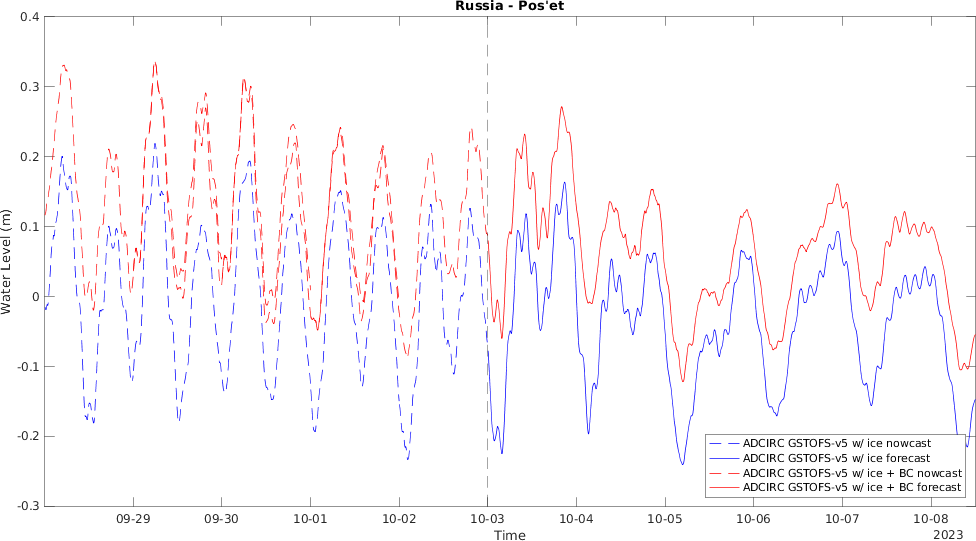 Russia - Pos'et
Water Level (m)
0.4
0.3
0.2
0.1
0
-0.1
-0.2
-0.3
ADCIRC GSTOFS-v5 w/ ice nowcast
ADCIRC GSTOFS-v5 w/ ice forecast
ADCIRC GSTOFS-v5 w/ ice + BC nowcast
ADCIRC GSTOFS-v5 w/ ice + BC forecast
09-29 09-30 10-01 10-02 10-03 10-04 10-05 10-06 10-07 10-08
Time
2023